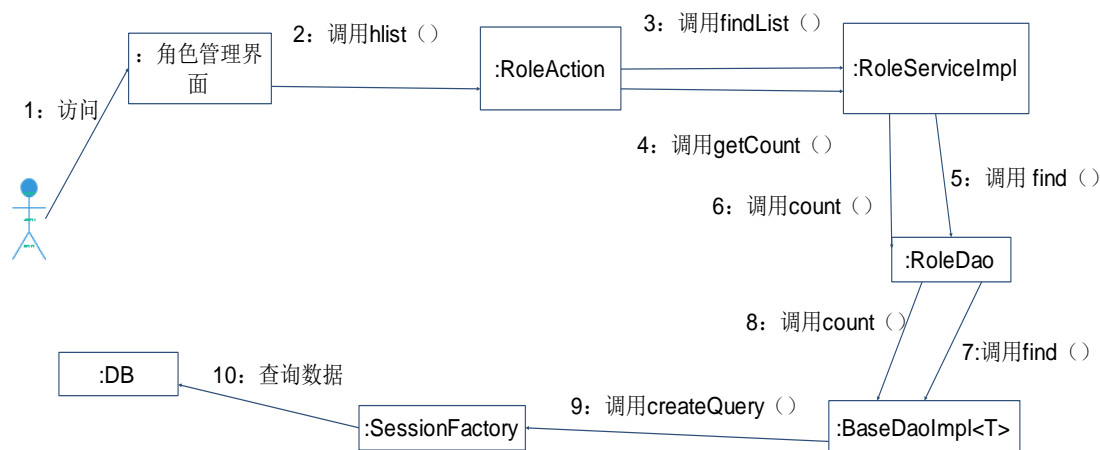 2：调用hlist（）
3：调用findList（）
：角色管理界
面
:RoleAction
:RoleServiceImpl
1：访问
4：调用getCount（）
5：调用 find（）
6：调用count（）
:RoleDao
8：调用count（）
7:调用find（）
:DB
10：查询数据
9：调用createQuery（）
:SessionFactory
:BaseDaoImpl<T>